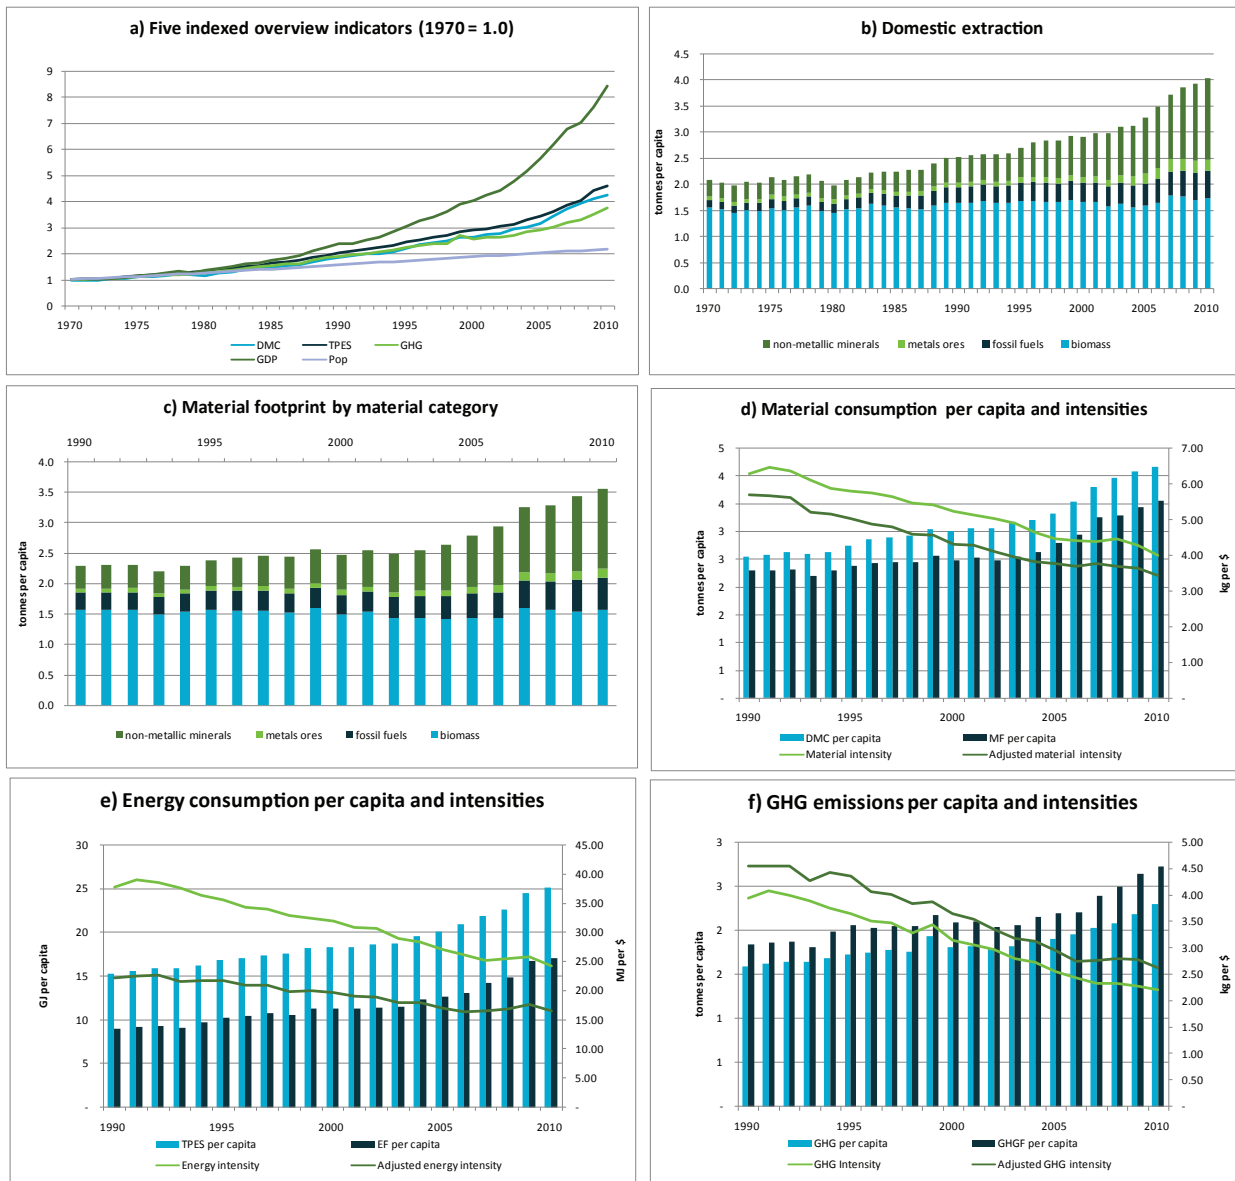 a) Five indexed overview indicators (1970 = 1.0)
9
8
7
6
5
4
3
2
1
0
1970 1975 1980 1985 1990 1995 2000 2005 2010
DMC TPES GHG
GDP Pop
b) Domestic extraction
tonnes per capita
4.5
4.0
3.5
3.0
2.5
2.0
1.5
1.0
0.5
0.0
1970 1975 1980 1985 1990 1995 2000 2005 2010
non-metallic minerals metals ores fossil fuels biomass
c) Material footprint by material category
1990 1995 2000 2005 2010
tonnes per capita
4.0
3.5
3.0
2.5
2.0
1.5
1.0
0.5
0.0
non-metallic minerals metals ores fossil fuels biomass
d) Material consumption per capita and intensities
tonnes per capita
5
4
4
3
3
2
2
1
1
-
7.00
6.00
5.00
4.00
3.00
2.00
1.00
-
kg per $
1990 1995 2000 2005 2010
DMC per capita MF per capita
Material intensity Adjusted material intensity
e) Energy consumption per capita and intensities
GJ per capita
30
25
20
15
10
5
-
45.00
40.00
35.00
30.00
25.00
20.00
15.00
10.00
5.00
-
MJ per $
1990 1995 2000 2005 2010
TPES per capita EF per capita
Energy intensity Adjusted energy intensity
f) GHG emissions per capita and intensities
tonnes per capita
3
3
2
2
1
1
-
5.00
4.50
4.00
3.50
3.00
2.50
2.00
1.50
1.00
0.50
-
kg per $
1990 1995 2000 2005 2010
GHG per capita GHGF per capita
GHG Intensity Adjusted GHG intensity